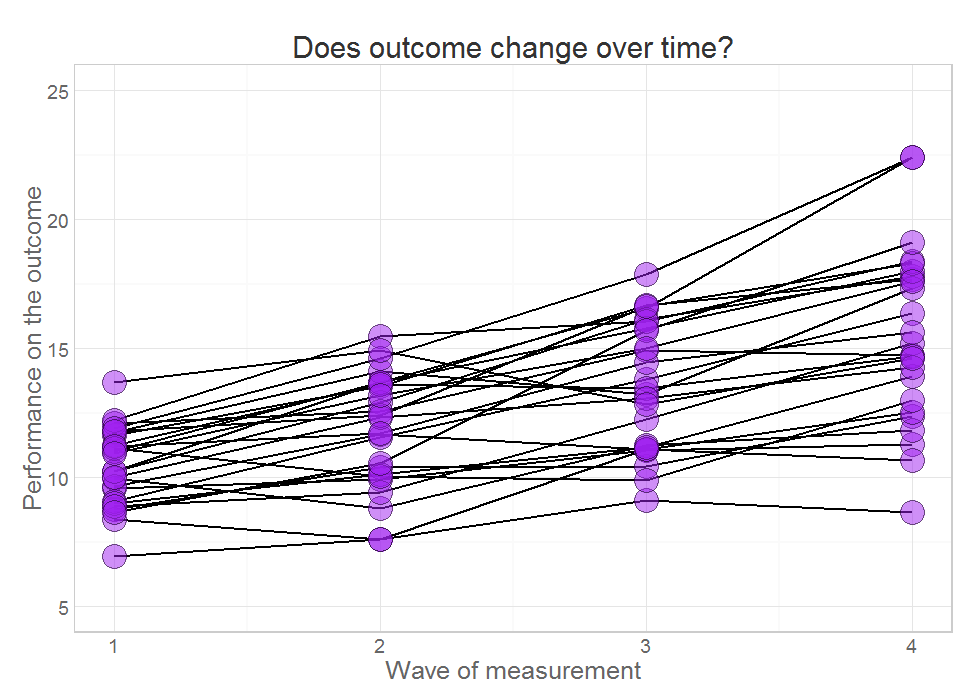 Does outcome change over time?
Performance on the outcome
25
20
15
10
5
1 2 3 4
Wave of measurement